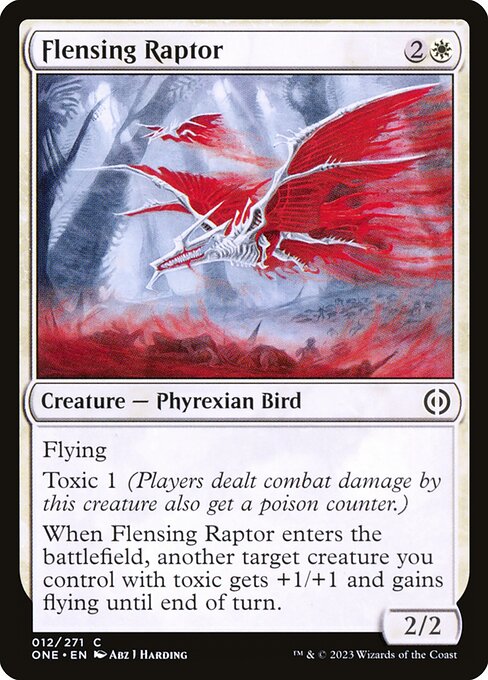 Flensing Raptor 2
Creature — Phyrexian Bird
Flying
Toxic 1 (Players dealt combat damage by
this creature also get a poison counter.)
When Flensing Raptor enters the
battlefield, another target creature you
control with toxic gets +1/+1 and gains
flying until end of turn.
2/2
012/271 C
ONE • EN Abz J Harding
™ & © 2023 Wizards of the Coast